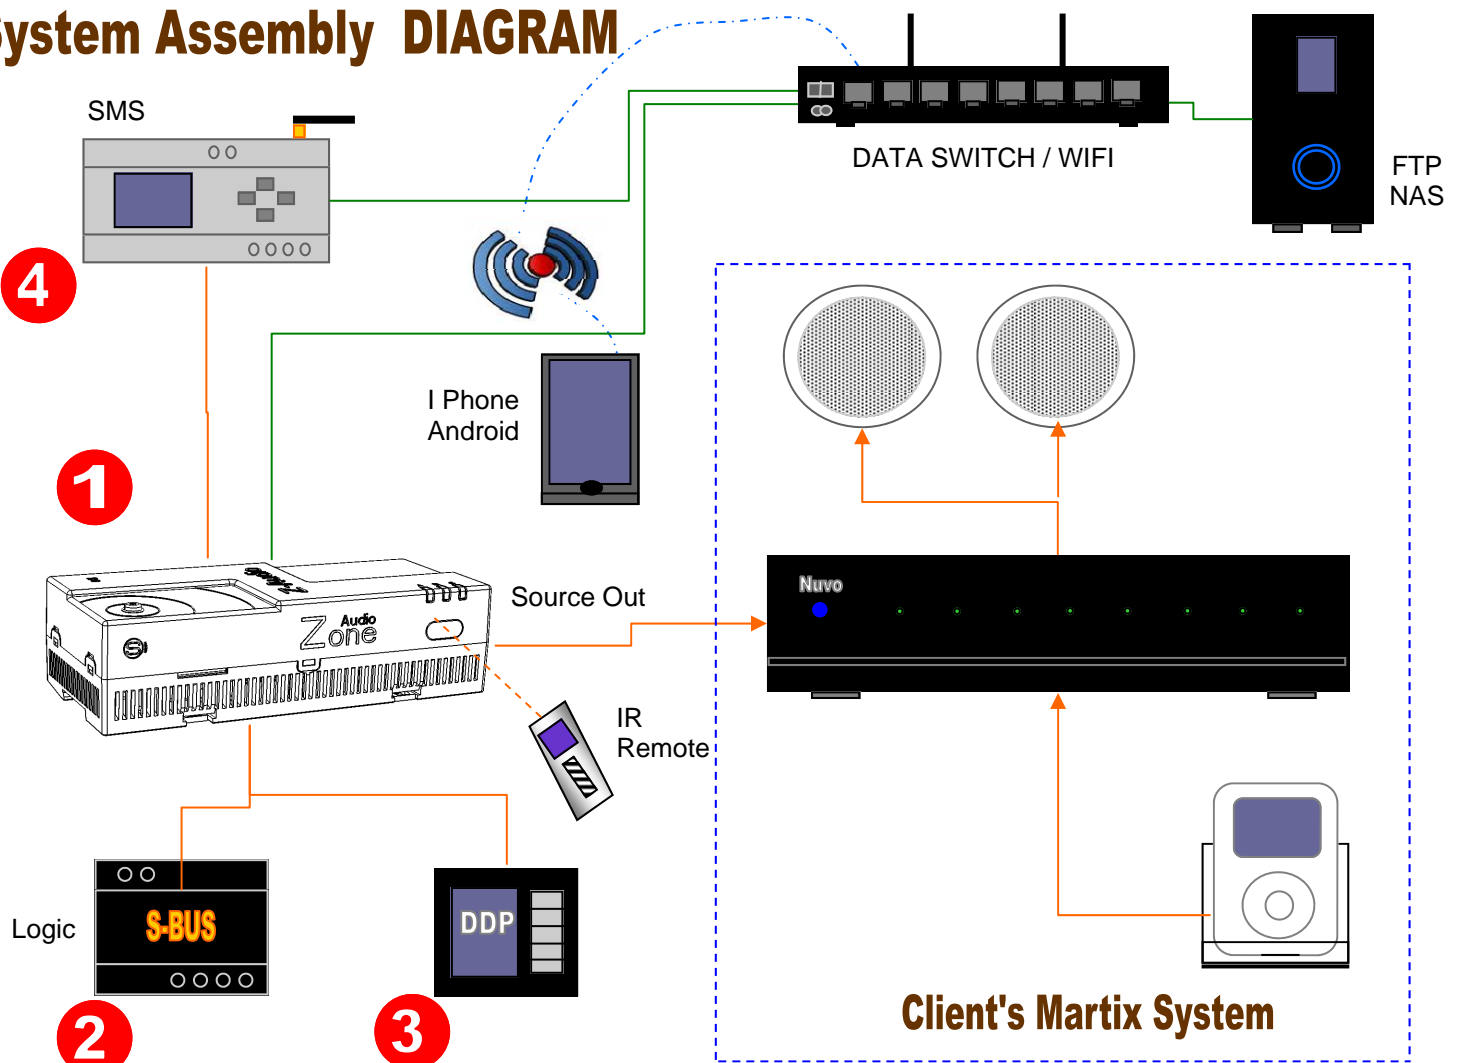 System Assembly DIAGRAM
SMS
DATA SWITCH / WIFI
FTP
NAS
4
I Phone
Android
1
Source Out
Nuvo
Audio
Zone
IR
Remote
Logic
S-BUS
DDP
2
3
Client's Martix System